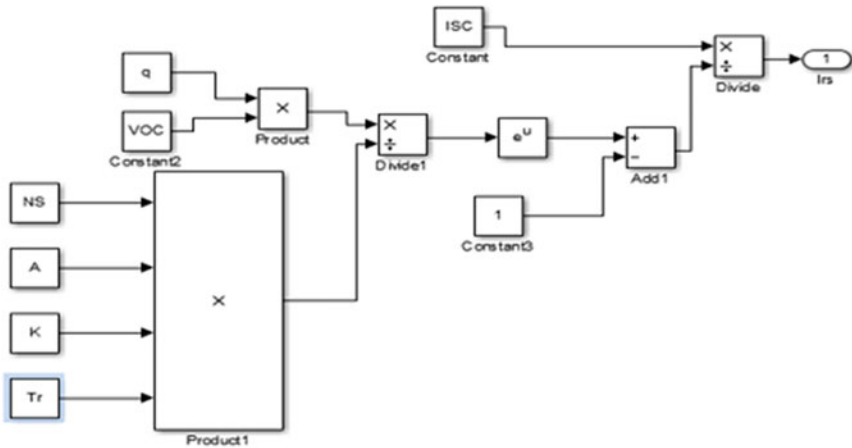 ISC
Constant
×
÷
Divide
1
Irs
q
VOC
Constant2
×
Product
×
÷
Divide1
e^u
+
−
Add1
1
Constant3
NS
A
K
Tr
×
Product1